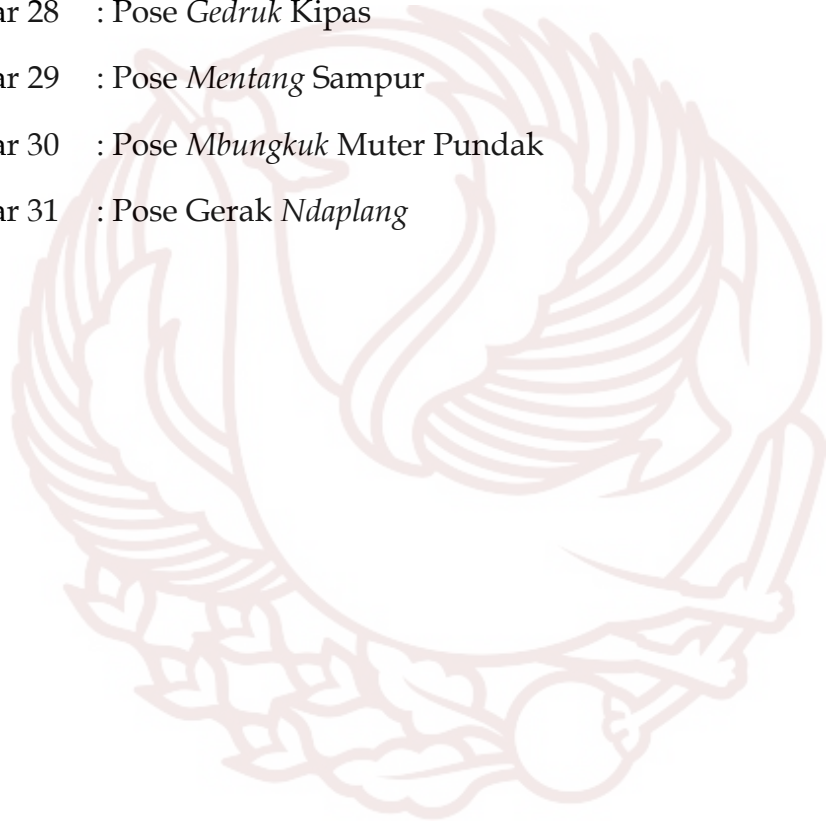 ar 28 : Pose Gedruk Kipas
ar 29 : Pose Mentang Sampur
ar 30 : Pose Mbungkuk Muter Pundak
ar 31 : Pose Gerak Ndaplang